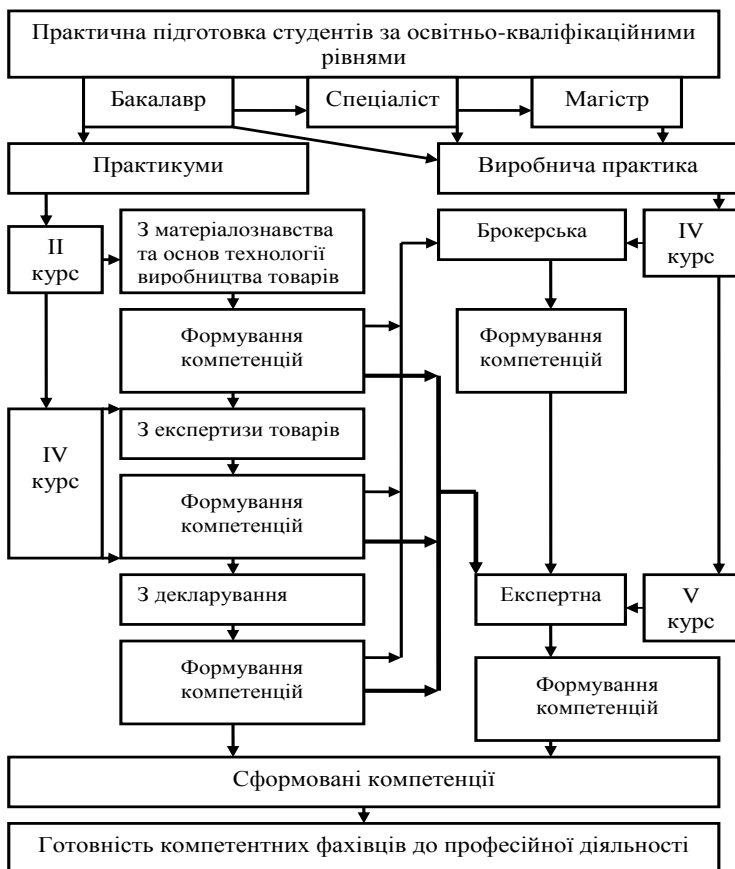 Практична підготовка студентів за освітньо-кваліфікаційними
рівнями
Бакалавр
Спеціаліст
Магістр
Практикуми
Виробнича практика
ІІ
курс
З матеріалознавства
та основ технології
виробництва товарів
Брокерська
IV
курс
Формування
компетенцій
Формування
компетенцій
IV
курс
З експертизи товарів
Формування
компетенцій
З декларування
Експертна
V
курс
Формування
компетенцій
Формування
компетенцій
Сформовані компетенції
Готовність компетентних фахівців до професійної діяльності